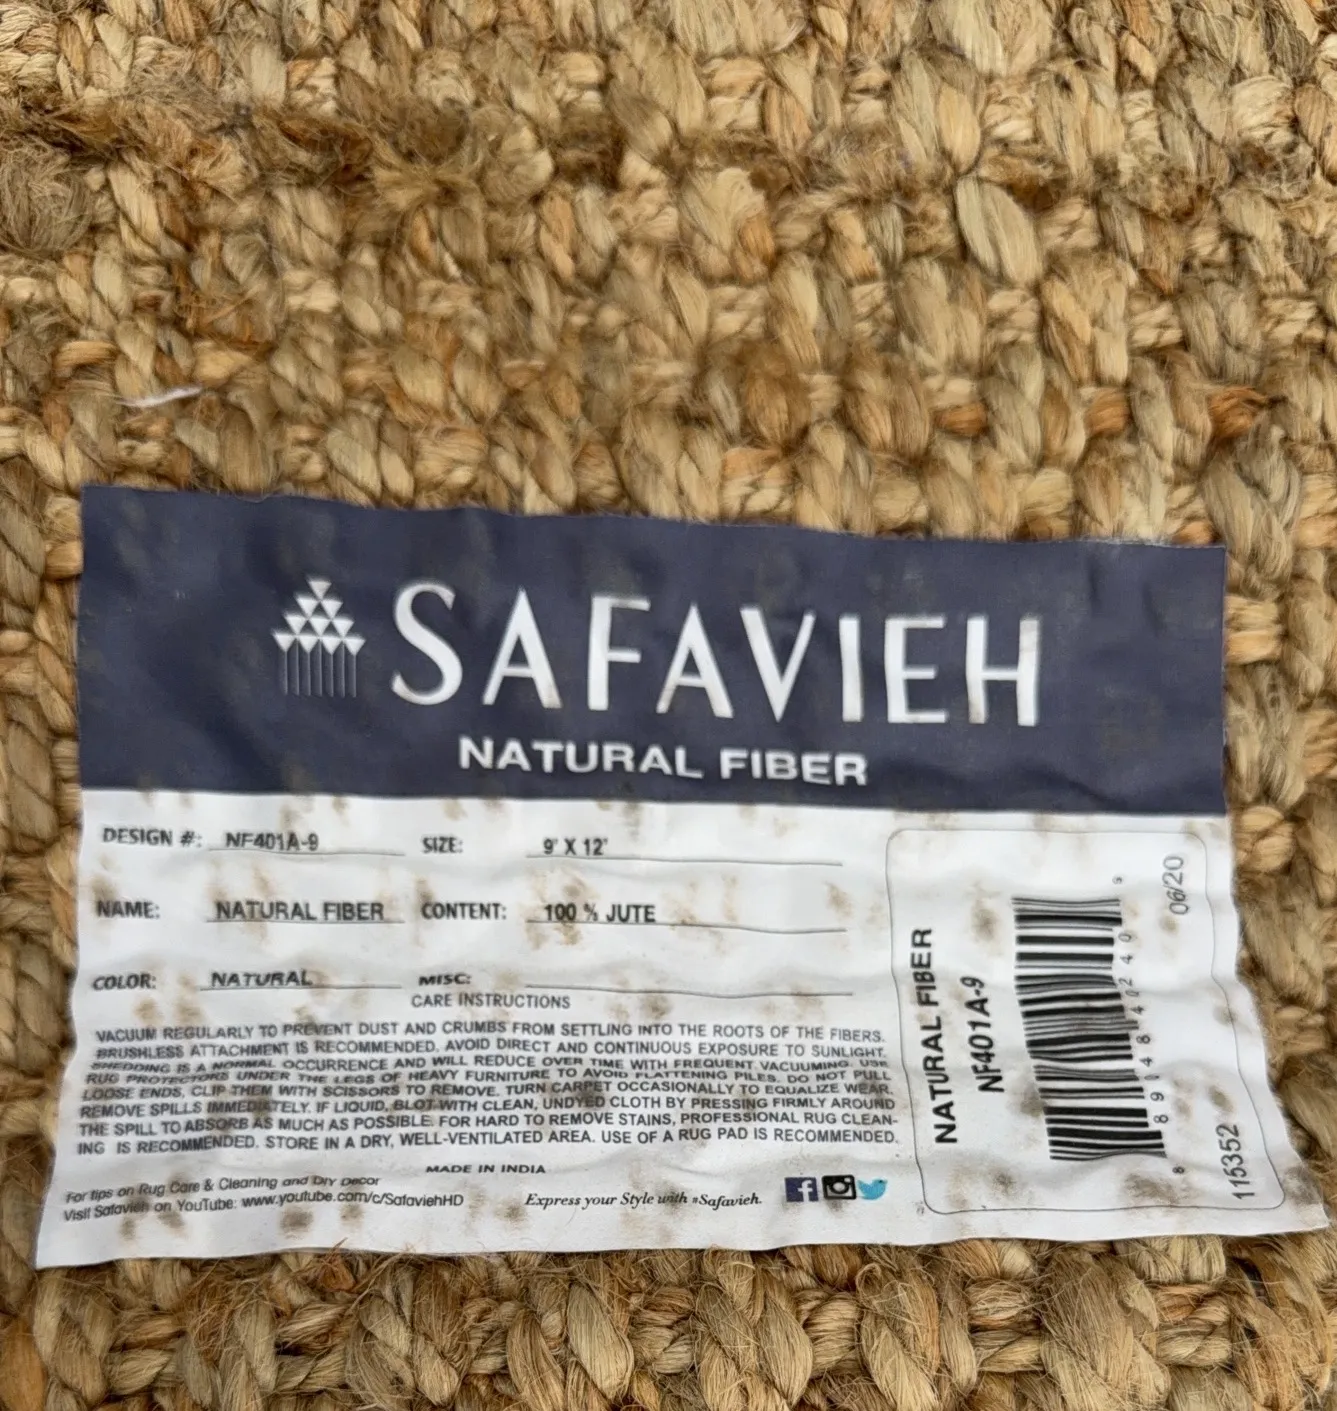 SAFAVIEH
NATURAL FIBER
DESIGN #: NF401A-9 SIZE: 9' X 12'
NAME: NATURAL FIBER CONTENT: 100 % JUTE
COLOR: NATURAL MISC:
CARE INSTRUCTIONS
VACUUM REGULARLY TO PREVENT DUST AND CRUMBS FROM SETTLING INTO THE ROOTS OF THE FIBERS.
BRUSHLESS ATTACHMENT IS RECOMMENDED. AVOID DIRECT AND CONTINUOUS EXPOSURE TO SUNLIGHT.
SHEDDING IS A NORMAL OCCURRENCE AND WILL REDUCE OVER TIME WITH FREQUENT VACUUMING. USE
RUG PROTECTORS UNDER THE LEGS OF HEAVY FURNITURE TO AVOID FLATTENING PILES. DO NOT PULL
LOOSE ENDS, CLIP THEM WITH SCISSORS TO REMOVE. TURN CARPET OCCASIONALLY TO EQUALIZE WEAR.
REMOVE SPILLS IMMEDIATELY. IF LIQUID, BLOT WITH CLEAN, UNDYED CLOTH BY PRESSING FIRMLY AROUND
THE SPILL TO ABSORB AS MUCH AS POSSIBLE. FOR HARD TO REMOVE STAINS, PROFESSIONAL RUG CLEAN-
ING IS RECOMMENDED. STORE IN A DRY, WELL-VENTILATED AREA. USE OF A RUG PAD IS RECOMMENDED.
MADE IN INDIA
For tips on Rug Care & Cleaning and Dry Decor
Visit Safavieh on YouTube: www.youtube.com/c/SafaviehHD
Express your Style with #Safavieh.
NATURAL FIBER
NF401A-9
06/20
115352